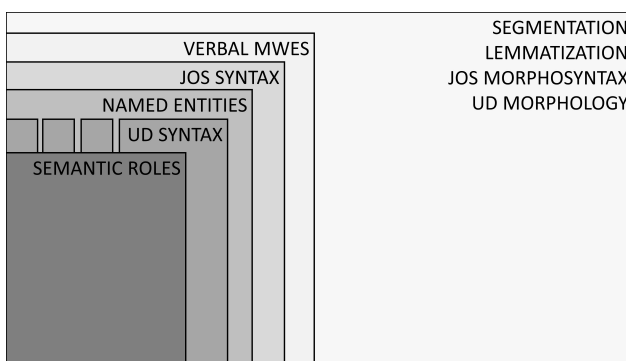 SEGMENTATION
LEMMATIZATION
JOS MORPHOSYNTAX
UD MORPHOLOGY
VERBAL MWES
JOS SYNTAX
NAMED ENTITIES
UD SYNTAX
SEMANTIC ROLES